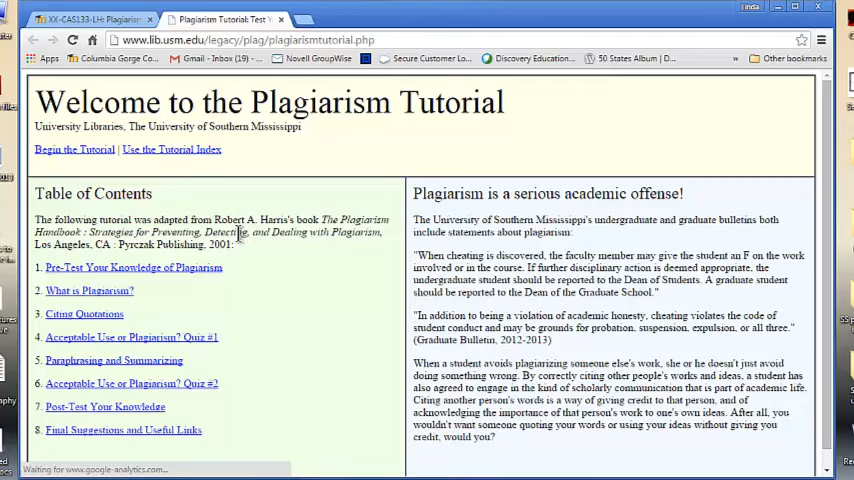 linda
XX-CAS133-LH: Plagiarism
Plagiarism Tutorial: Test Y
www.lib.usm.edu/legacy/plag/plagiarismtutorial.php
Apps Columbia Gorge Co... Gmail - Inbox (19) - ... Novell GroupWise Secure Customer Lo... Discovery Education... 50 States Album | D... » Other bookmarks
Welcome to the Plagiarism Tutorial
University Libraries, The University of Southern Mississippi
Begin the Tutorial | Use the Tutorial Index
Table of Contents
The following tutorial was adapted from Robert A. Harris's book The Plagiarism
Handbook : Strategies for Preventing, Detecting, and Dealing with Plagiarism,
Los Angeles, CA : Pyrczak Publishing, 2001:
1. Pre-Test Your Knowledge of Plagiarism
2. What is Plagiarism?
3. Citing Quotations
4. Acceptable Use or Plagiarism? Quiz #1
5. Paraphrasing and Summarizing
6. Acceptable Use or Plagiarism? Quiz #2
7. Post-Test Your Knowledge
8. Final Suggestions and Useful Links
Plagiarism is a serious academic offense!
The University of Southern Mississippi's undergraduate and graduate bulletins both
include statements about plagiarism:
"When cheating is discovered, the faculty member may give the student an F on the work
involved or in the course. If further disciplinary action is deemed appropriate, the
undergraduate student should be reported to the Dean of Students. A graduate student
should be reported to the Dean of the Graduate School."
"In addition to being a violation of academic honesty, cheating violates the code of
student conduct and may be grounds for probation, suspension, expulsion, or all three."
(Graduate Bulletin, 2012-2013)
When a student avoids plagiarizing someone else's work, she or he doesn't just avoid
doing something wrong. By correctly citing other people's works and ideas, a student has
also agreed to engage in the kind of scholarly communication that is part of academic life.
Citing another person's words is a way of giving credit to that person, and of
acknowledging the importance of that person's work to one's own ideas. After all, you
wouldn't want someone quoting your words or using your ideas without giving you
credit, would you?
Waiting for www.google-analytics.com...